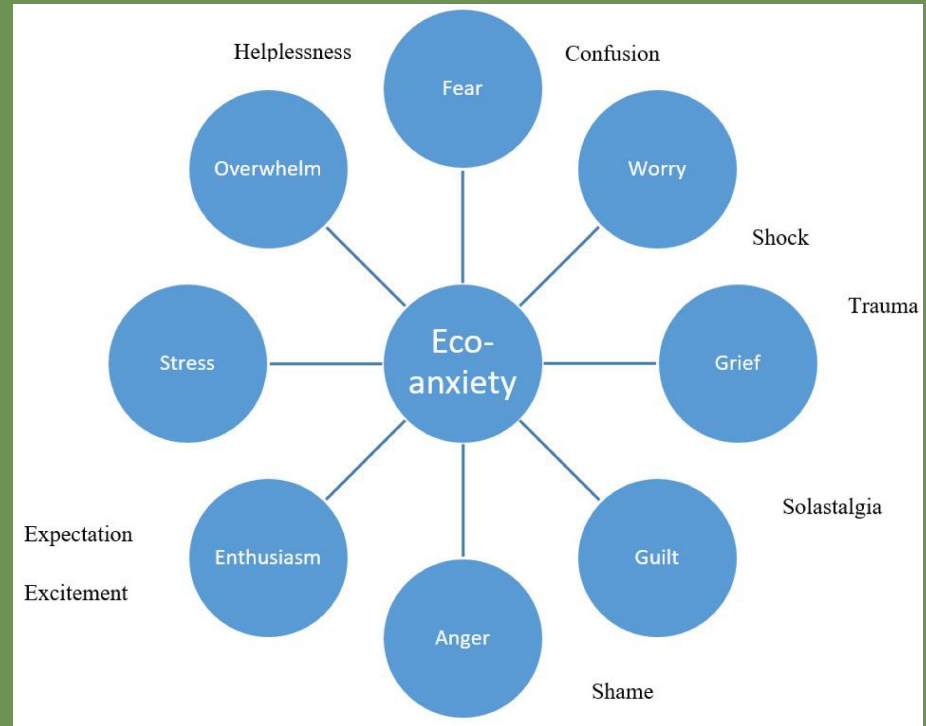 Helplessness
Fear
Confusion
Overwhelm
Worry
Shock
Trauma
Stress
Eco-
anxiety
Grief
Solastalgia
Expectation
Enthusiasm
Guilt
Excitement
Anger
Shame